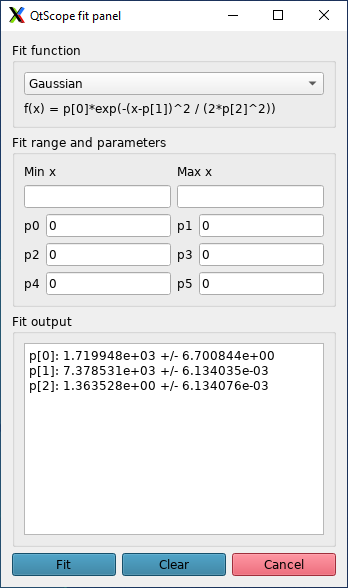 QtScope fit panel
Fit function
Gaussian
f(x) = p[0]*exp(-(x-p[1])^2 / (2*p[2]^2))
Fit range and parameters
Min x Max x
p0 0 p1 0
p2 0 p3 0
p4 0 p5 0
Fit output
p[0]: 1.719948e+03 +/- 6.700844e+00
p[1]: 7.378531e+03 +/- 6.134035e-03
p[2]: 1.363528e+00 +/- 6.134076e-03
Fit Clear Cancel